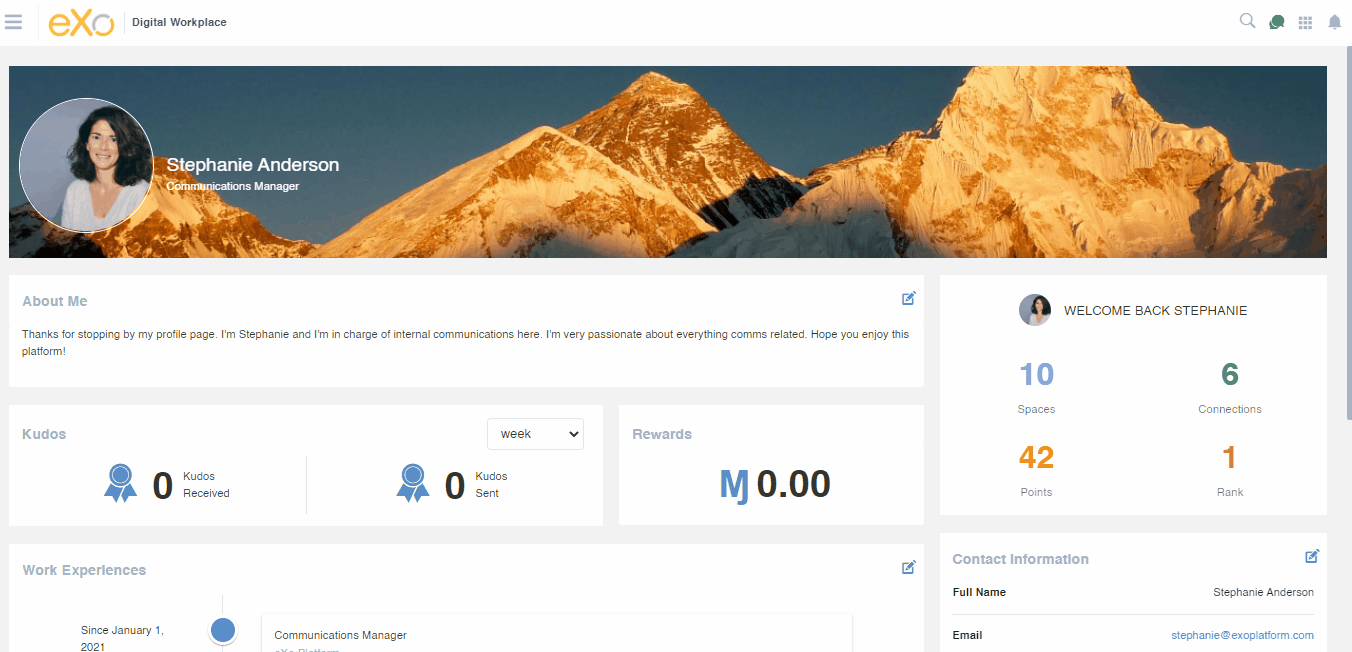 eXo Digital Workplace
Stephanie Anderson
Communications Manager
About Me
Thanks for stopping by my profile page. I'm Stephanie and I'm in charge of internal communications here. I'm very passionate about everything comms related. Hope you enjoy this
platform!
WELCOME BACK STEPHANIE
10
Spaces
6
Connections
42
Points
1
Rank
Kudos
week
0
Kudos
Received
0
Kudos
Sent
Rewards
0.00
Work Experiences
Since January 1,
2021
Communications Manager
eXo Platform
Contact Information
Full Name
Stephanie Anderson
Email
stephanie@exoplatform.com